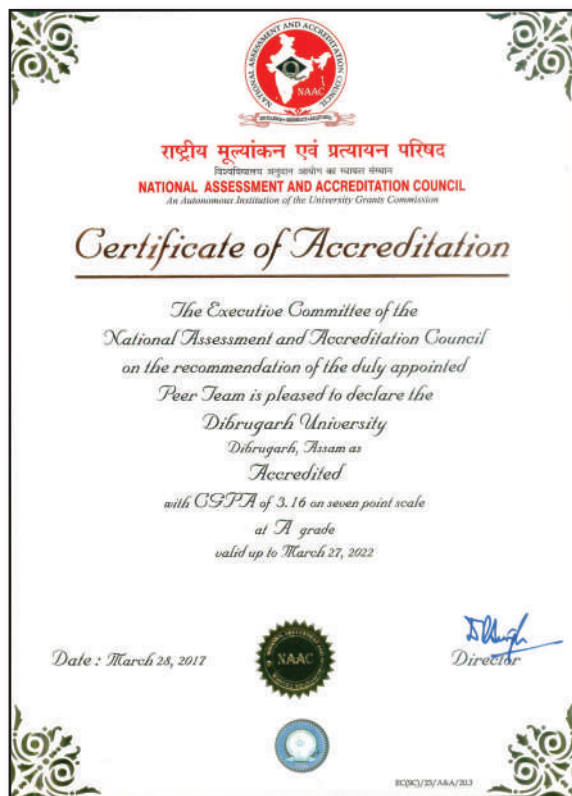 NATIONAL ASSESSMENT AND ACCREDITATION COUNCIL
NAAC
राष्ट्रीय मूल्यांकन एवं प्रत्यायन परिषद
विश्वविद्यालय अनुदान आयोग का स्वायत्त संस्थान
NATIONAL ASSESSMENT AND ACCREDITATION COUNCIL
An Autonomous Institution of the University Grants Commission
Certificate of Accreditation
The Executive Committee of the
National Assessment and Accreditation Council
on the recommendation of the duly appointed
Peer Team is pleased to declare the
Dibrugarh University
Dibrugarh, Assam as
Accredited
with CGPA of 3.16 on seven point scale
at A grade
valid up to March 27, 2022
NAAC
Date : March 28, 2017
Director
EC(SC)/23/A&A/20.3